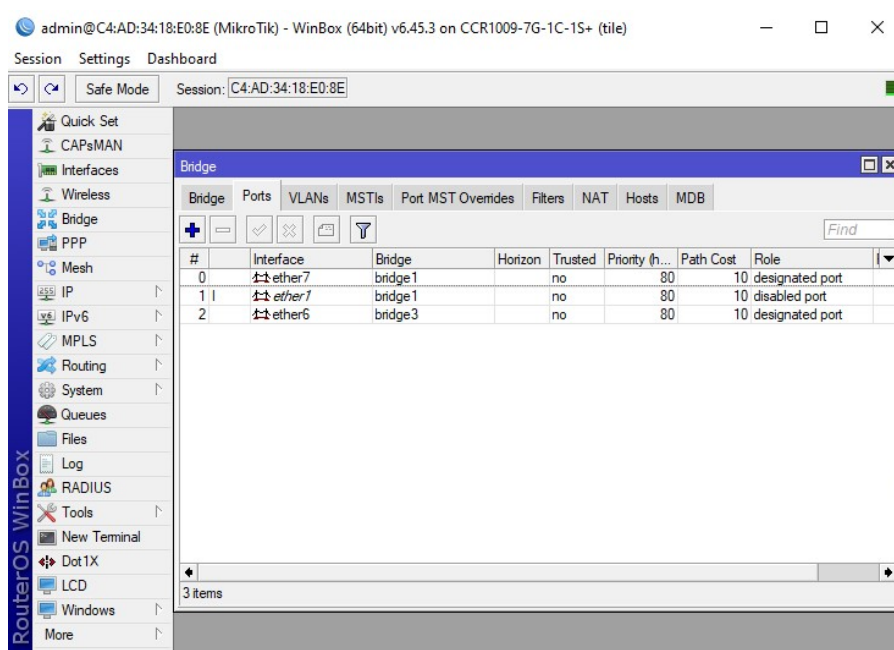 admin@C4:AD:34:18:E0:8E (MikroTik) - WinBox (64bit) v6.45.3 on CCR1009-7G-1C-1S+ (tile)
Session Settings Dashboard
Safe Mode Session: C4:AD:34:18:E0:8E
Quick Set
CAPsMAN
Interfaces
Wireless
Bridge
PPP
Mesh
IP
IPv6
MPLS
Routing
System
Queues
Files
Log
RADIUS
Tools
New Terminal
Dot1X
LCD
Windows
More
RouterOS WinBox
Bridge
Bridge Ports VLANs MSTIs Port MST Overrides Filters NAT Hosts MDB
Find
# Interface Bridge Horizon Trusted Priority (h... Path Cost Role
0 ether7 bridge1 no 80 10 designated port
1 I ether1 bridge1 no 80 10 disabled port
2 ether6 bridge3 no 80 10 designated port
3 items